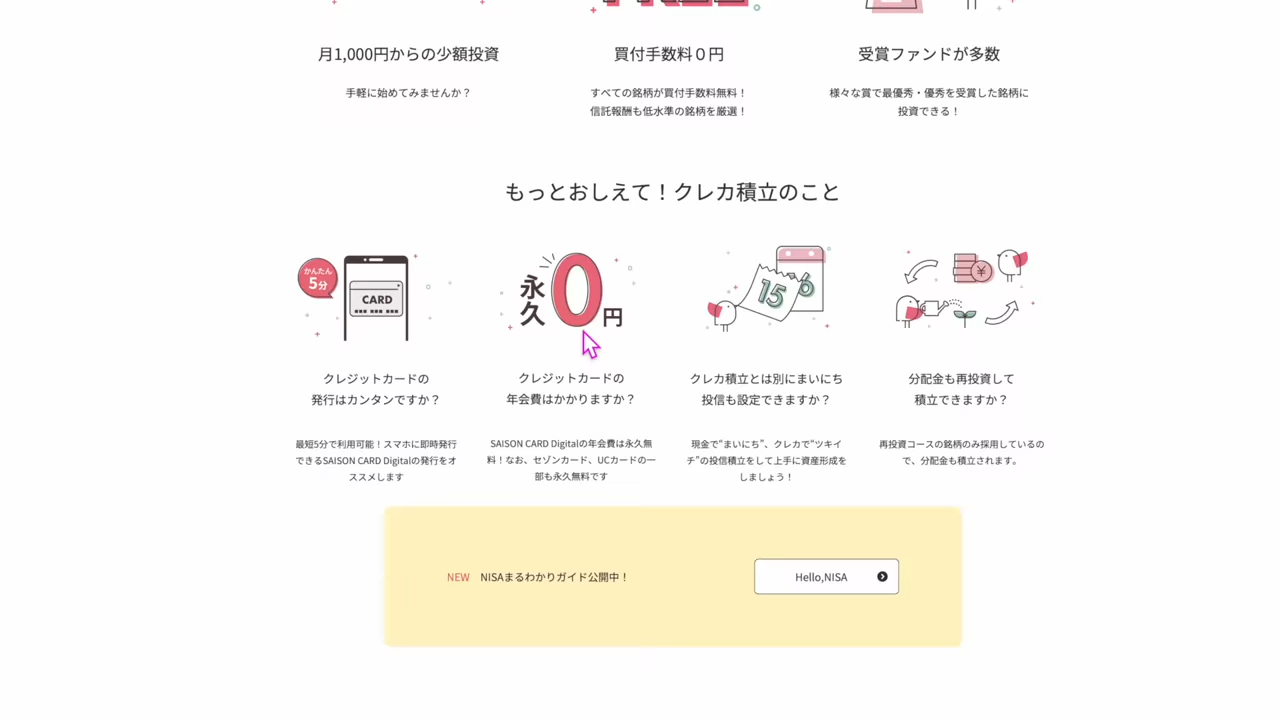 月1,000円からの少額投資
買付手数料０円
受賞ファンドが多数
手軽に始めてみませんか？
すべての銘柄が買付手数料無料！
信託報酬も低水準の銘柄を厳選！
様々な賞で最優秀・優秀を受賞した銘柄に
投資できる！
もっとおしえて！クレカ積立のこと
かんたん
5分
CARD
永久
0円
15
16
¥
クレジットカードの
発行はカンタンですか？
クレジットカードの
年会費はかかりますか？
クレカ積立とは別にまいにち
投信も設定できますか？
分配金も再投資して
積立できますか？
最短5分で利用可能！スマホに即時発行
できるSAISON CARD Digitalの発行をオ
ススメします
SAISON CARD Digitalの年会費は永久無
料！なお、セゾンカード、UCカードの一
部も永久無料です
現金で“まいにち”、クレカで“ツキイ
チ”の投信積立をして上手に資産形成を
しましょう！
再投資コースの銘柄のみ採用しているの
で、分配金も積立されます。
NEW NISAまるわかりガイド公開中！
Hello,NISA